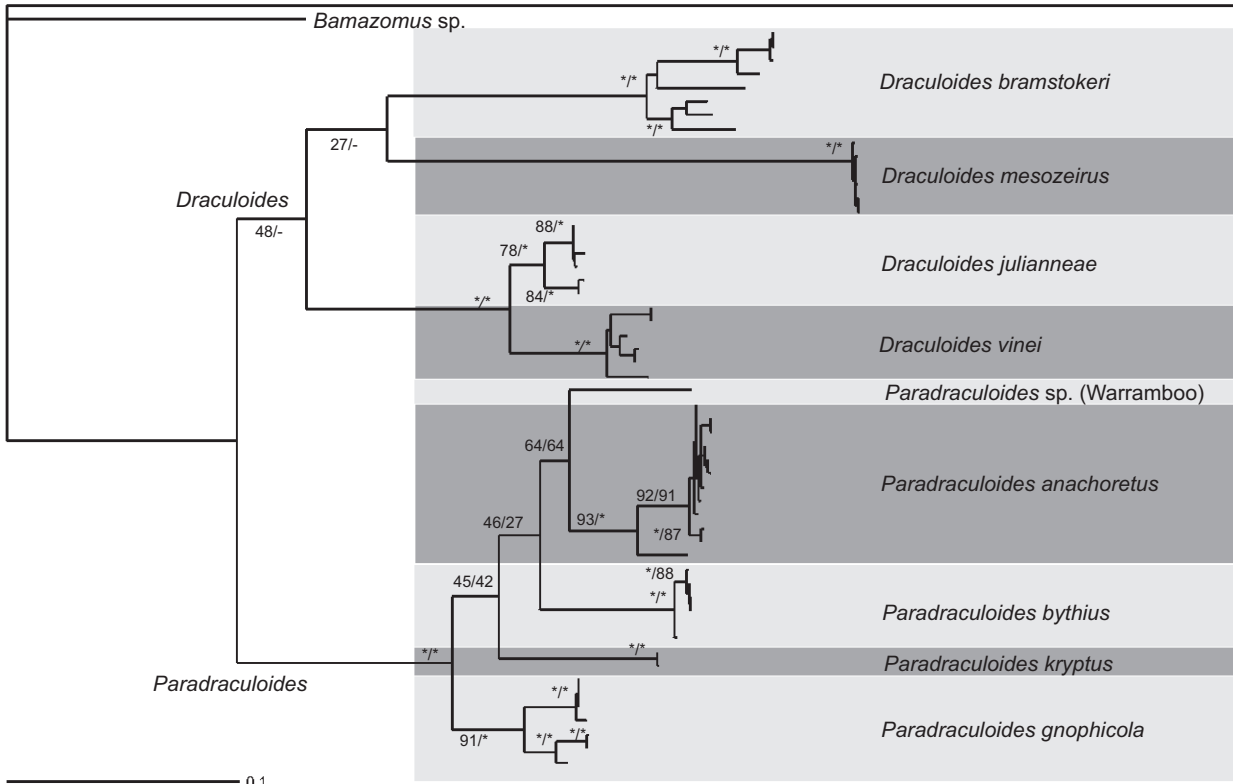 Bamazomus sp.
*/*
*/*
Draculoides bramstokeri
*/*
27/-
*/*
Draculoides mesozeirus
Draculoides
48/-
88/*
78/*
Draculoides julianneae
84/*
*/*
*/*
Draculoides vinei
Paradraculoides sp. (Warramboo)
64/64
92/91
Paradraculoides anachoretus
93/*
46/27
*/87
45/42
*/88
*/*
Paradraculoides bythius
*/*
*/*
Paradraculoides kryptus
Paradraculoides
*/*
Paradraculoides gnophicola
91/*
*/*
*/*
0.1